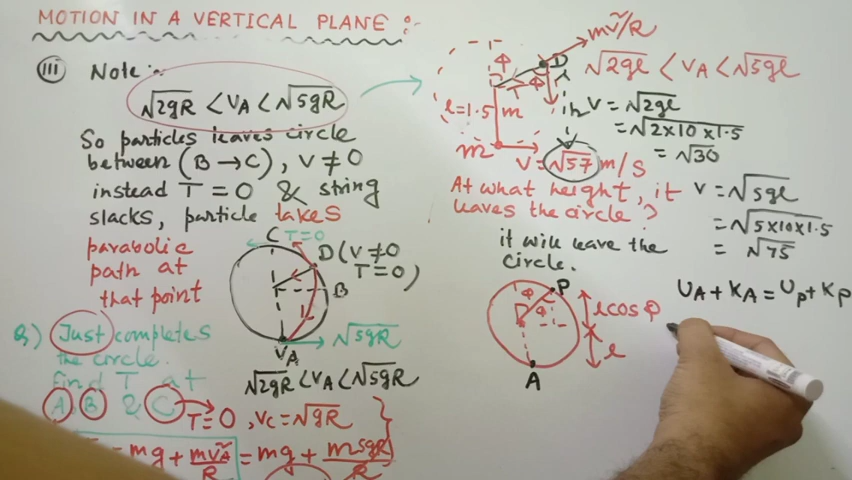 MOTION IN A VERTICAL PLANE :-
(III) Note :-
√2gR < VA < √5gR
So particles leaves circle
between (B → C), V ≠ 0
instead T = 0 & string
slacks, particle takes
parabolic
path at
that point
C T=0
D (V ≠ 0
T = 0)
B
VA
√5gR
√2gR < VA < √5gR
Q) Just completes
the circle.
Find T at
A, B & C → T = 0, Vc = √gR
= mg + mVA²/R = mg + m5gR/R
mv²/R
D
φ
l = 1.5 m
m
V = √57 m/s
√2gl < VA < √5gl
V = √2gl
= √2×10×1.5
= √30
At what height, it
leaves the circle?
V = √5gl
= √5×10×1.5
= √75
it will leave the
circle.
φ P
l cos φ
l
A
UA + KA = Up + Kp